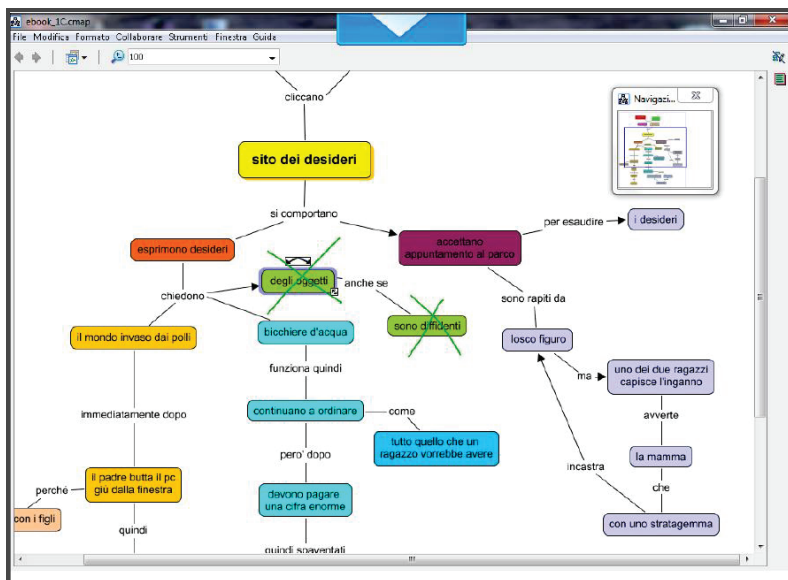 ebook_1C.cmap
File Modifica Formato Collaborare Strumenti Finestra Guida
100
cliccano
Navigazi...
sito dei desideri
si comportano
per esaudire
i desideri
esprimono desideri
accettano
appuntamento al parco
degli oggetti
anche se
chiedono
sono rapiti da
sono diffidenti
il mondo invaso dai polli
bicchiere d'acqua
losco figuro
funziona quindi
uno dei due ragazzi
capisce l'inganno
ma
immediatamente dopo
continuano a ordinare
come
avverte
tutto quello che un
ragazzo vorrebbe avere
pero' dopo
la mamma
incastra
il padre butta il pc
giù dalla finestra
perché
che
devono pagare
una cifra enorme
con i figli
con uno stratagemma
quindi
quindi spaventati